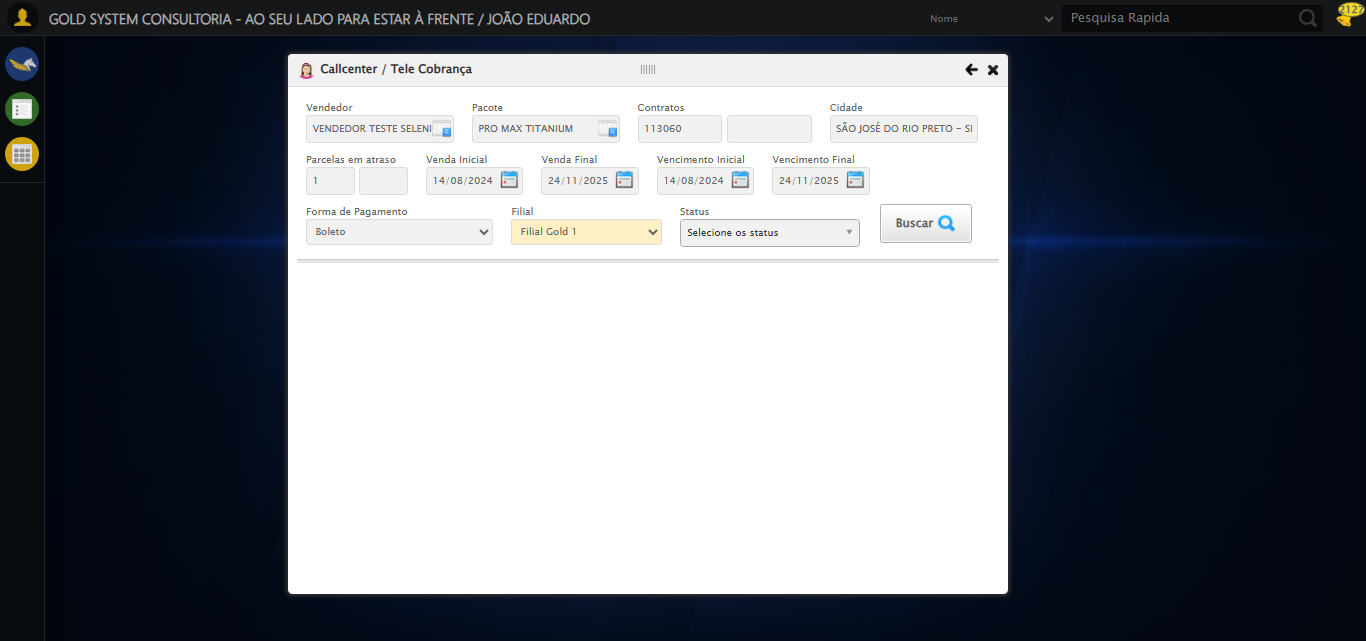 GOLD SYSTEM CONSULTORIA - AO SEU LADO PARA ESTAR À FRENTE / JOÃO EDUARDO
Nome
Pesquisa Rapida
2127
Callcenter / Tele Cobrança
Vendedor Pacote Contratos Cidade
VENDEDOR TESTE SELENI PRO MAX TITANIUM 113060 SÃO JOSÉ DO RIO PRETO - SI
Parcelas em atraso Venda Inicial Venda Final Vencimento Inicial Vencimento Final
1 14/08/2024 24/11/2025 14/08/2024 24/11/2025
Forma de Pagamento Filial Status
Boleto Filial Gold 1 Selecione os status Buscar